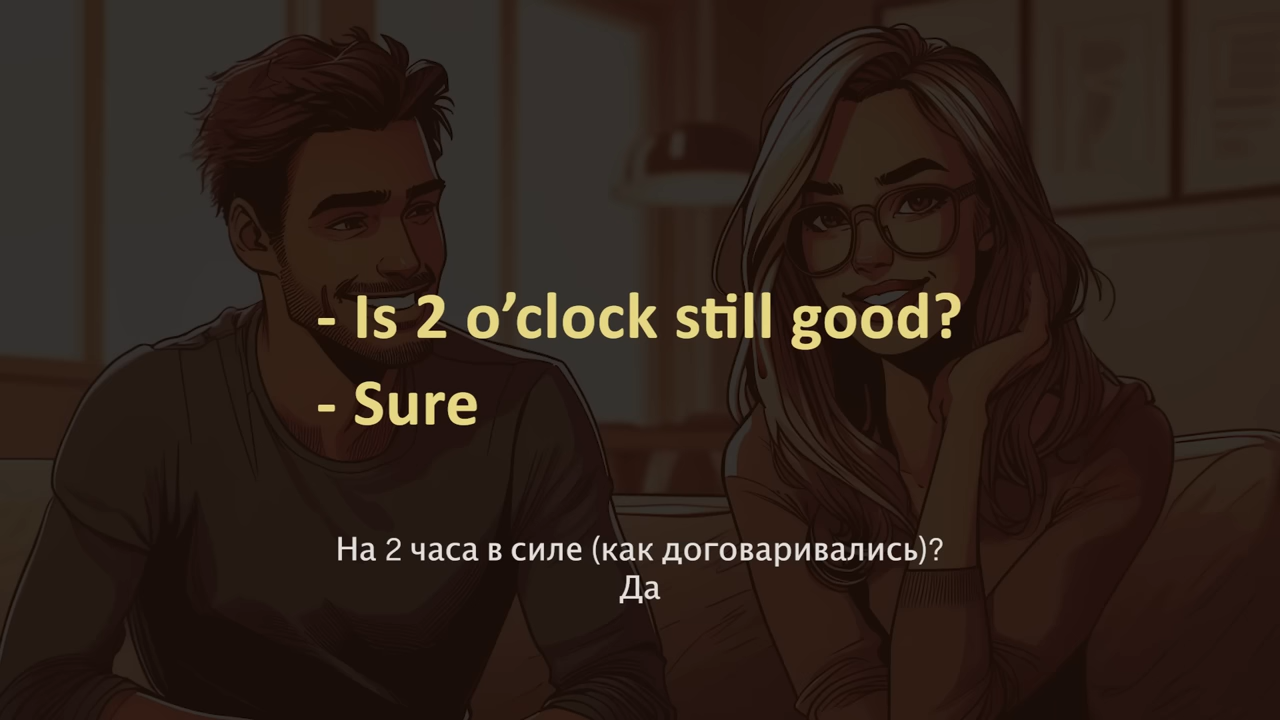 - Is 2 o’clock still good?
- Sure
На 2 часа в силе (как договаривались)?
Да